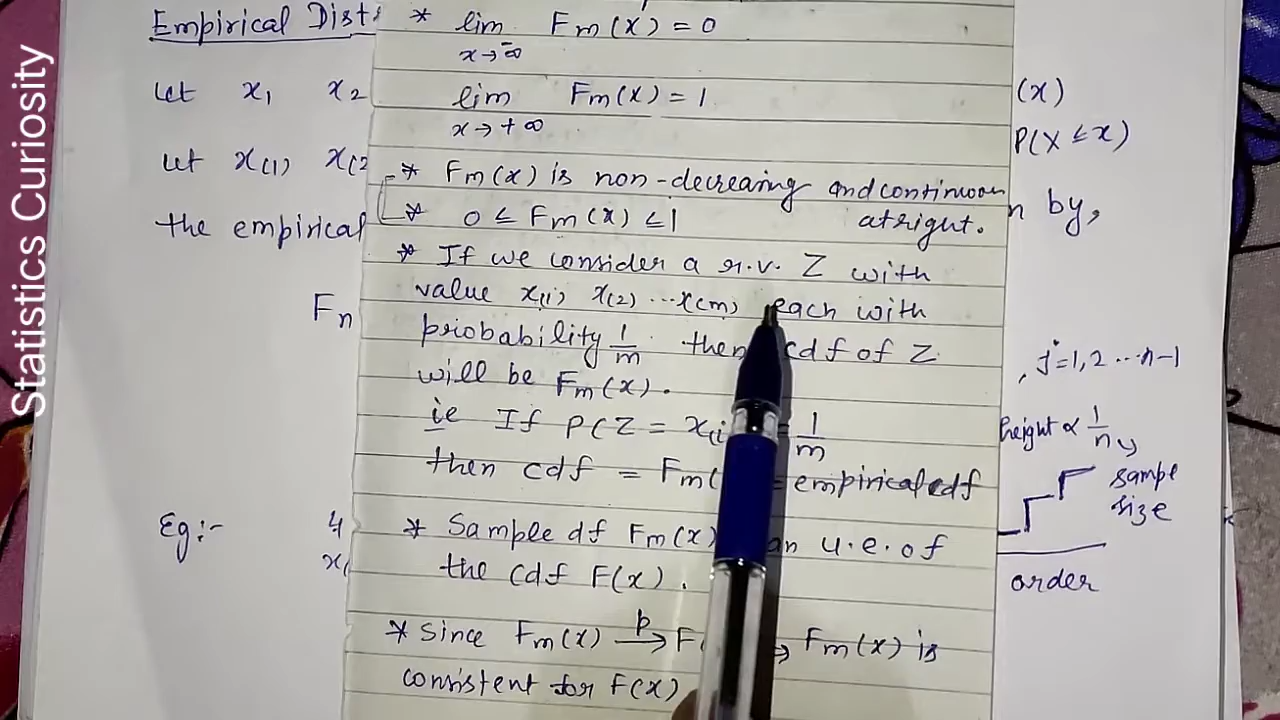 Statistics Curiosity
Empirical Dist
Let x₁ x₂
(x)
P(X ≤ x)
Let x(1) x(2
the empirical
n by,
Fn
, j=1,2 ...n-1
height ∝ 1/n
sampe
size
order
Eg:- 4
* lim Fm(x) = 0
x→-∞
lim Fm(x) = 1
x→+∞
* Fm(x) is non-decreasing and continuous
at right.
* 0 ≤ Fm(x) ≤ 1
* If we consider a r.v. Z with
value x(1) x(2) ...x(m) each with
probability 1/m then cdf of Z
will be Fm(x).
ie If P(Z = x(i = 1/m
then cdf = Fm( = empirical cdf
* Sample df Fm(x) an u.e. of
the cdf F(x).
* Since Fm(x) →p F ⇒ Fm(x) is
consistent for F(x)